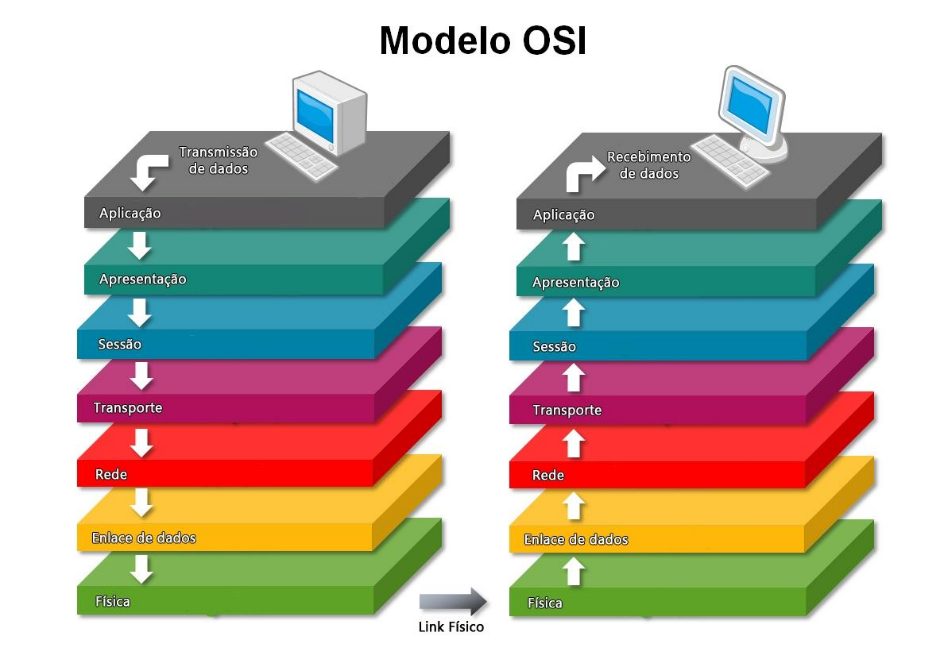 Modelo OSI
Transmissão
de dados
Aplicação
Apresentação
Sessão
Transporte
Rede
Enlace de dados
Física
Link Físico
Recebimento
de dados
Aplicação
Apresentação
Sessão
Transporte
Rede
Enlace de dados
Física